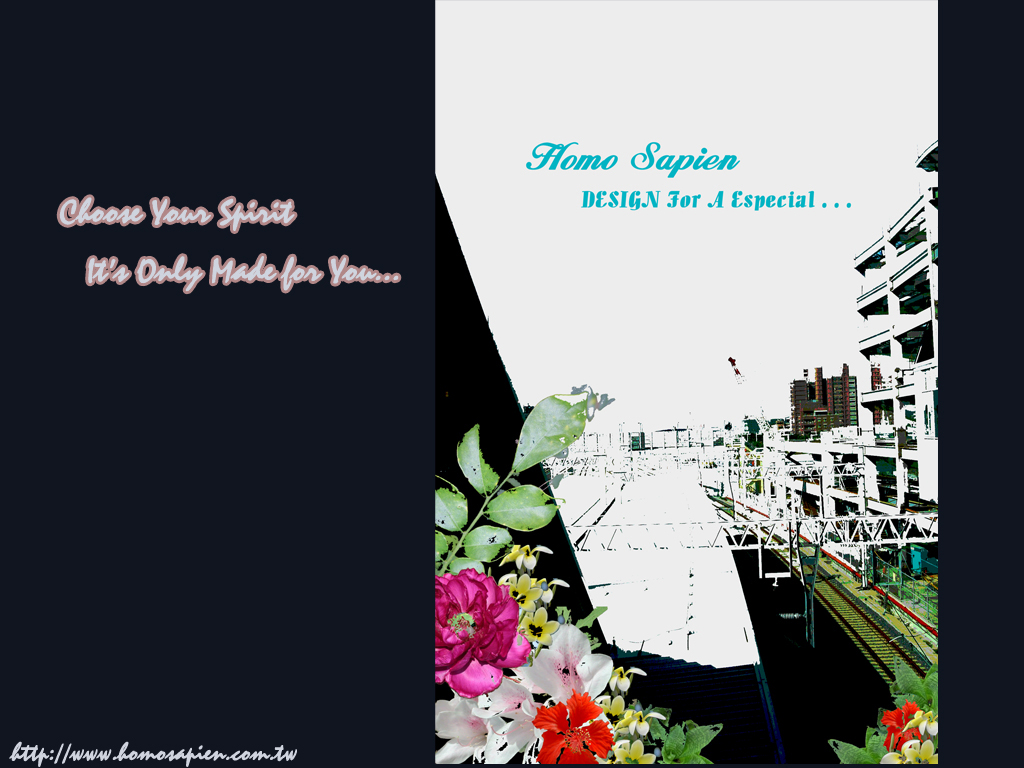 Choose Your Spirit
It's Only Made for You...
Homo Sapien
DESIGN For A Especial . . .
http://www.homosapien.com.tw